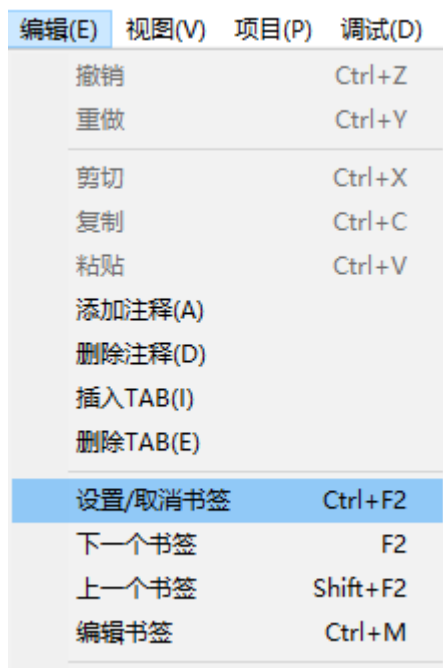 编辑(E) 视图(V) 项目(P) 调试(D)
撤销 Ctrl+Z
重做 Ctrl+Y
剪切 Ctrl+X
复制 Ctrl+C
粘贴 Ctrl+V
添加注释(A)
删除注释(D)
插入TAB(I)
删除TAB(E)
设置/取消书签 Ctrl+F2
下一个书签 F2
上一个书签 Shift+F2
编辑书签 Ctrl+M